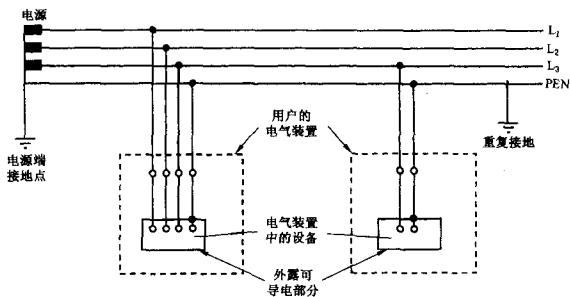 电源
L₁
L₂
L₃
PEN
用户的
电气装置
重复接地
电源端
接地点
电气装置
中的设备
外露可
导电部分